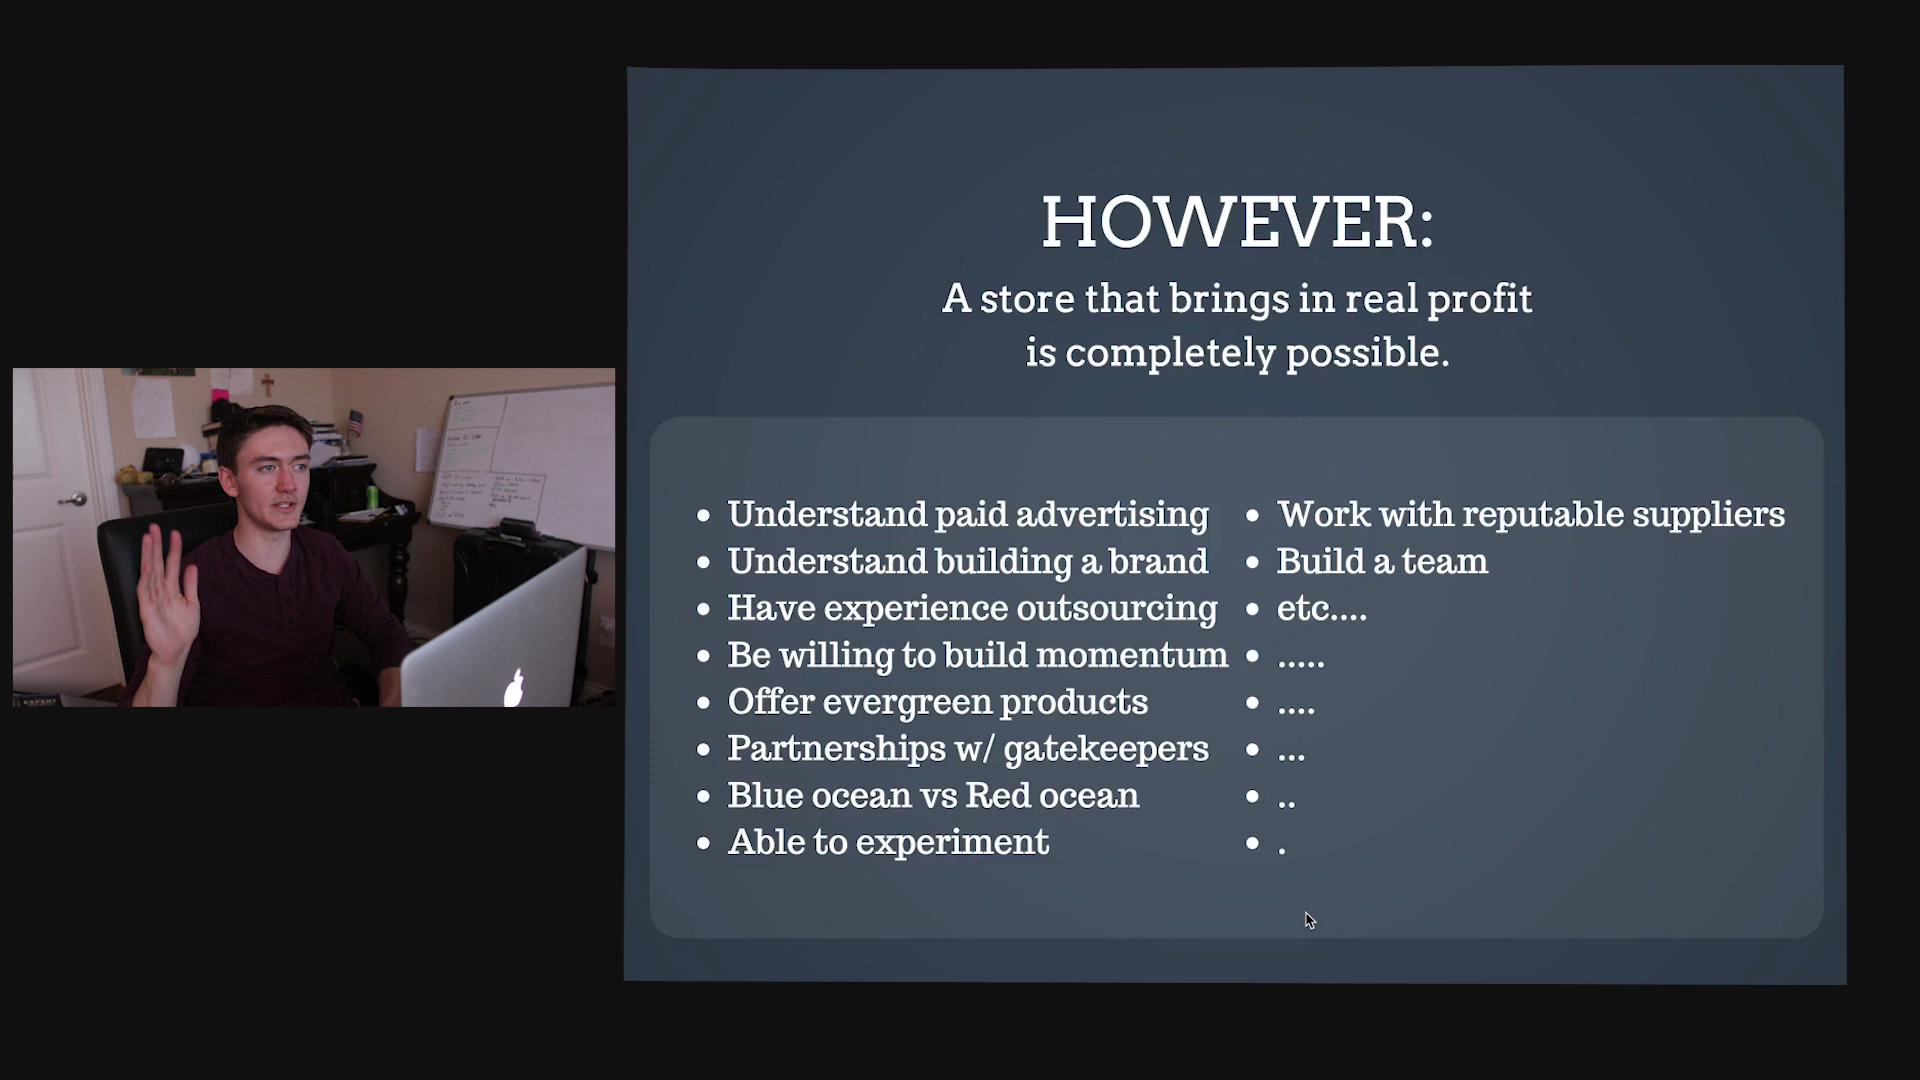 HOWEVER:
A store that brings in real profit
is completely possible.
• Understand paid advertising
• Understand building a brand
• Have experience outsourcing
• Be willing to build momentum
• Offer evergreen products
• Partnerships w/ gatekeepers
• Blue ocean vs Red ocean
• Able to experiment
• Work with reputable suppliers
• Build a team
• etc....
• .....
• ....
• ...
• ..
• .
EXPERT